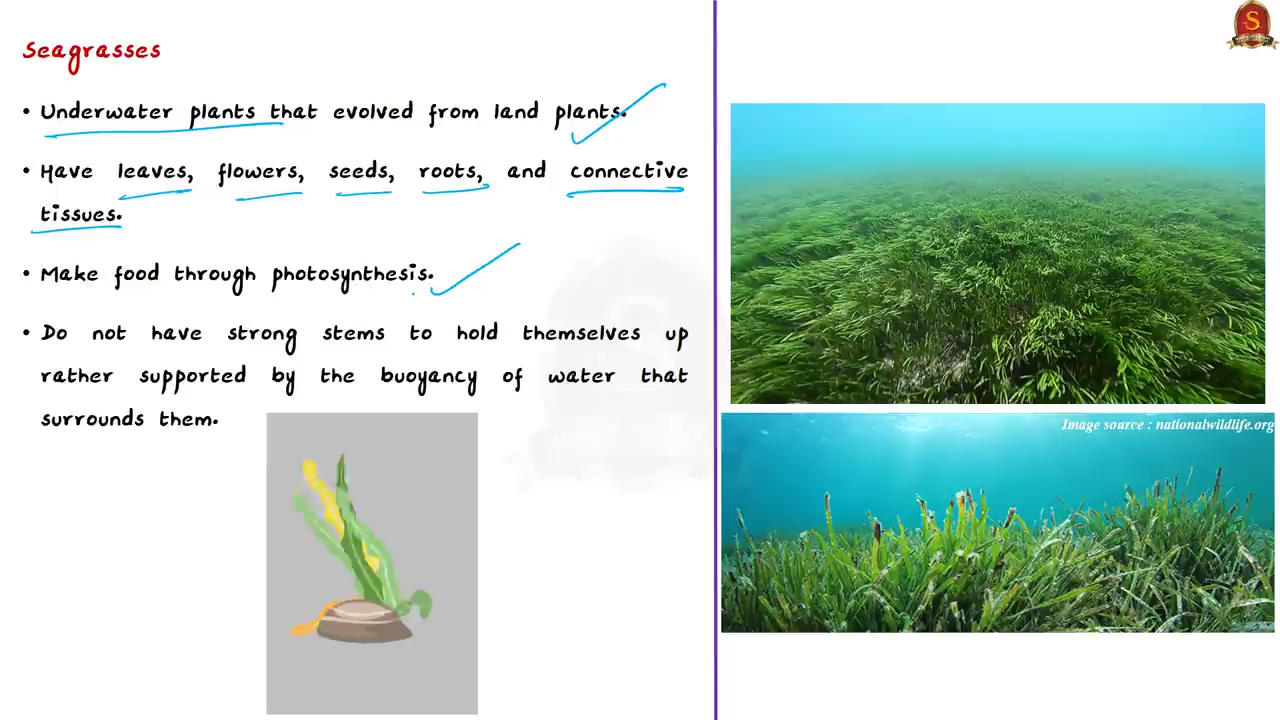 Seagrasses
• Underwater plants that evolved from land plants.
• Have leaves, flowers, seeds, roots, and connective
tissues.
• Make food through photosynthesis.
• Do not have strong stems to hold themselves up
rather supported by the buoyancy of water that
surrounds them.
S
Image source : nationalwildlife.org